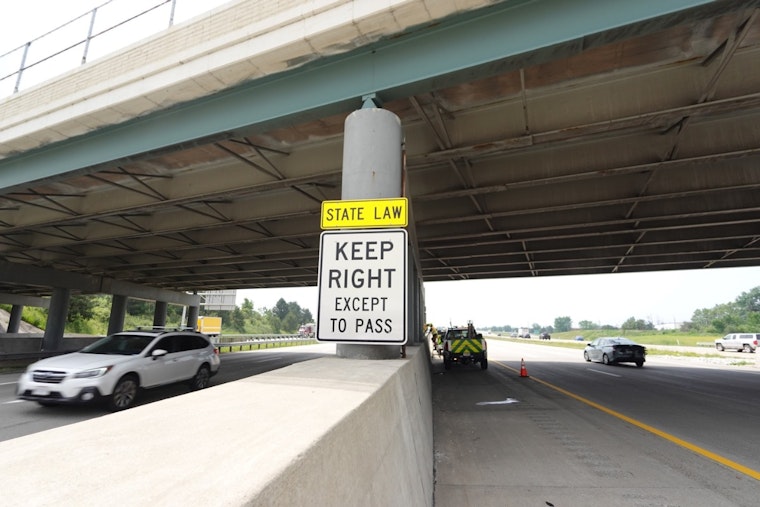 STATE LAW
KEEP
RIGHT
EXCEPT
TO PASS